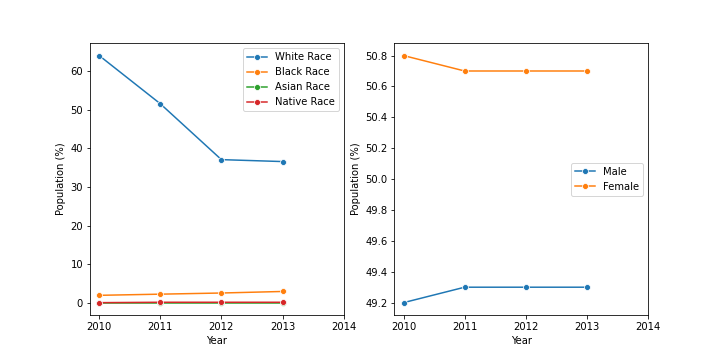 Population (%)
60
50
40
30
20
10
0
2010 2011 2012 2013 2014
Year
White Race
Black Race
Asian Race
Native Race
Population (%)
50.8
50.6
50.4
50.2
50.0
49.8
49.6
49.4
49.2
2010 2011 2012 2013 2014
Year
Male
Female